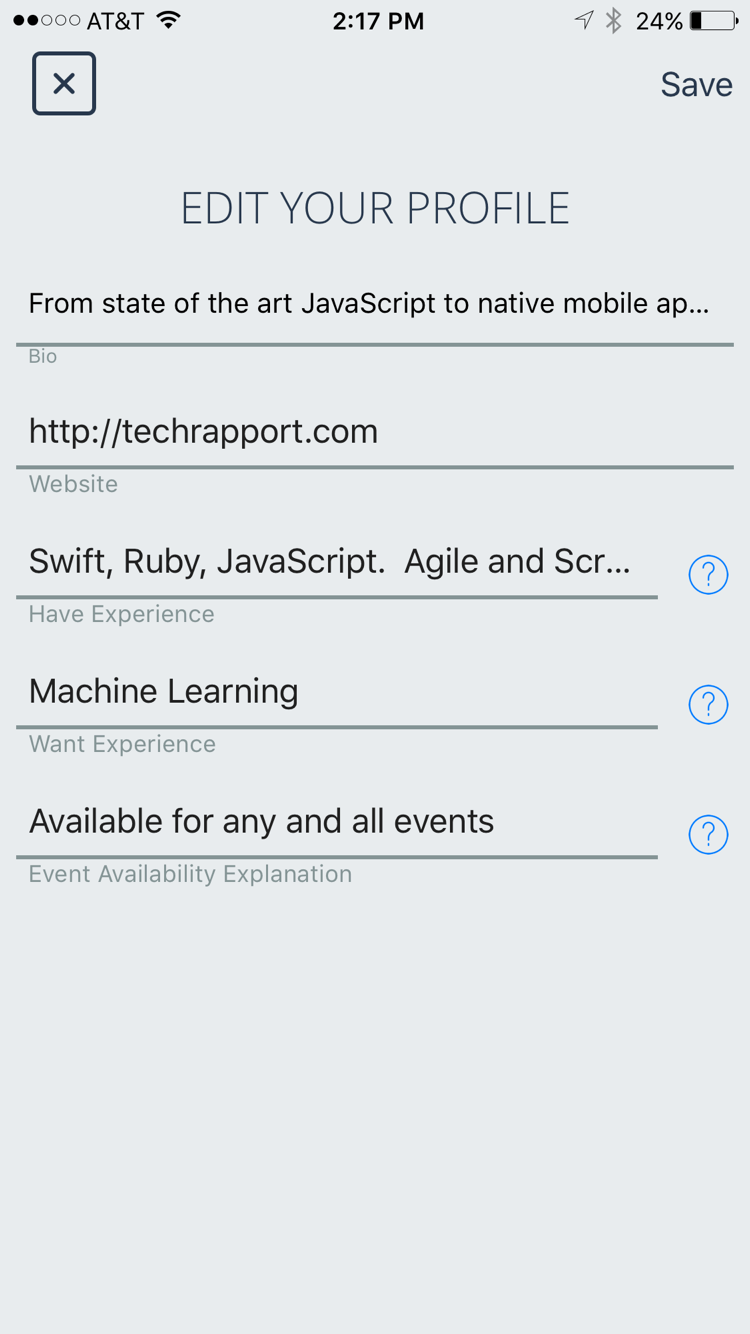 AT&T 2:17 PM 24%
Save
EDIT YOUR PROFILE
From state of the art JavaScript to native mobile ap...
Bio
http://techrapport.com
Website
Swift, Ruby, JavaScript.  Agile and Scr...
?
Have Experience
Machine Learning
?
Want Experience
Available for any and all events
?
Event Availability Explanation